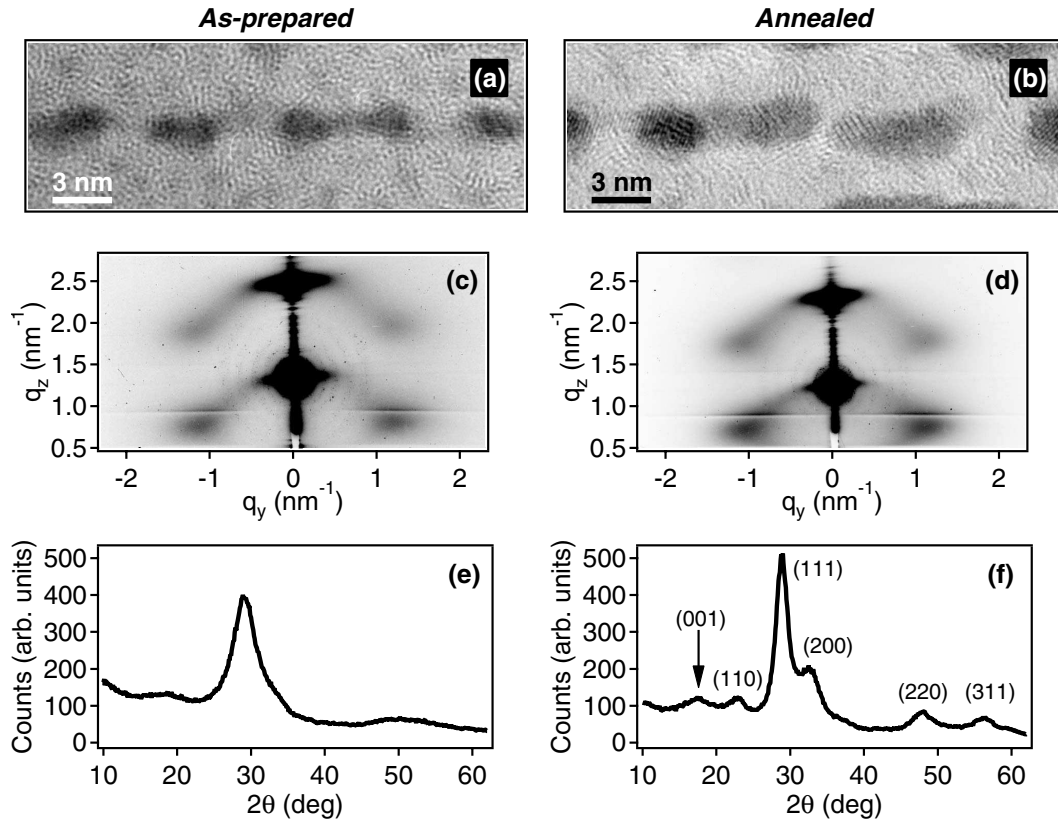 As-prepared
Annealed
(a)
3 nm
(b)
3 nm
(c)
2.5
2.0
1.5
1.0
0.5
q_z (nm⁻¹)
-2 -1 0 1 2
q_y (nm⁻¹)
(d)
2.5
2.0
1.5
1.0
0.5
q_z (nm⁻¹)
-2 -1 0 1 2
q_y (nm⁻¹)
(e)
500
400
300
200
100
0
Counts (arb. units)
10 20 30 40 50 60
2θ (deg)
(f)
500
400
300
200
100
0
Counts (arb. units)
(111)
(001)
(200)
(110)
(220)
(311)
10 20 30 40 50 60
2θ (deg)